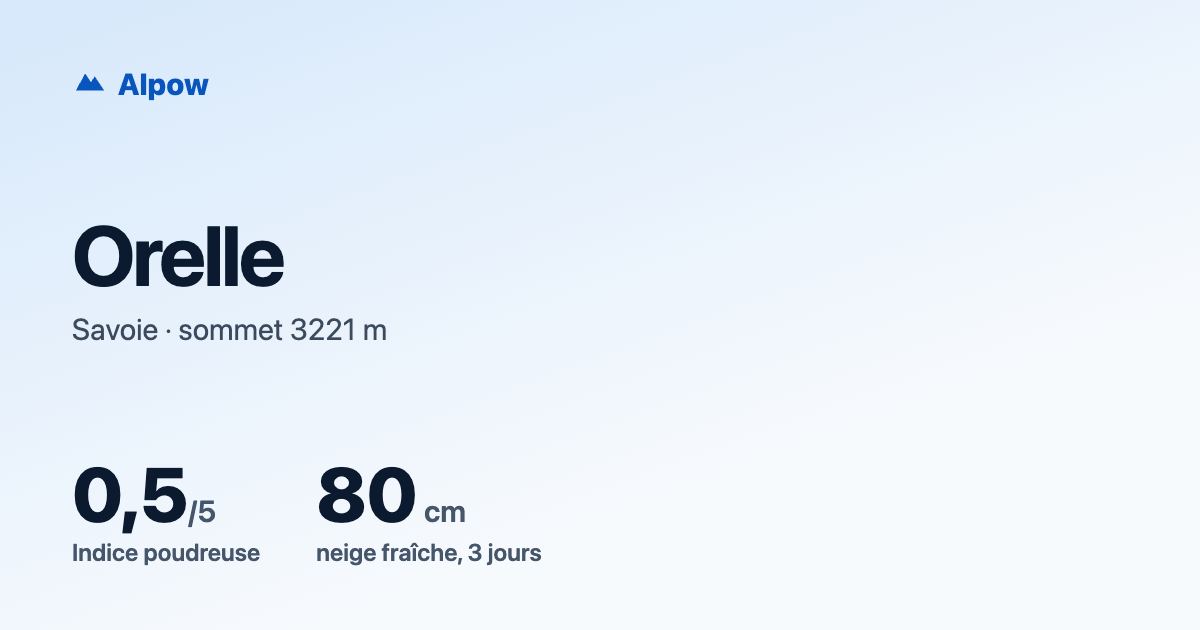 Alpow
Orelle
Savoie · sommet 3221 m
0,5/5
Indice poudreuse
80 cm
neige fraîche, 3 jours